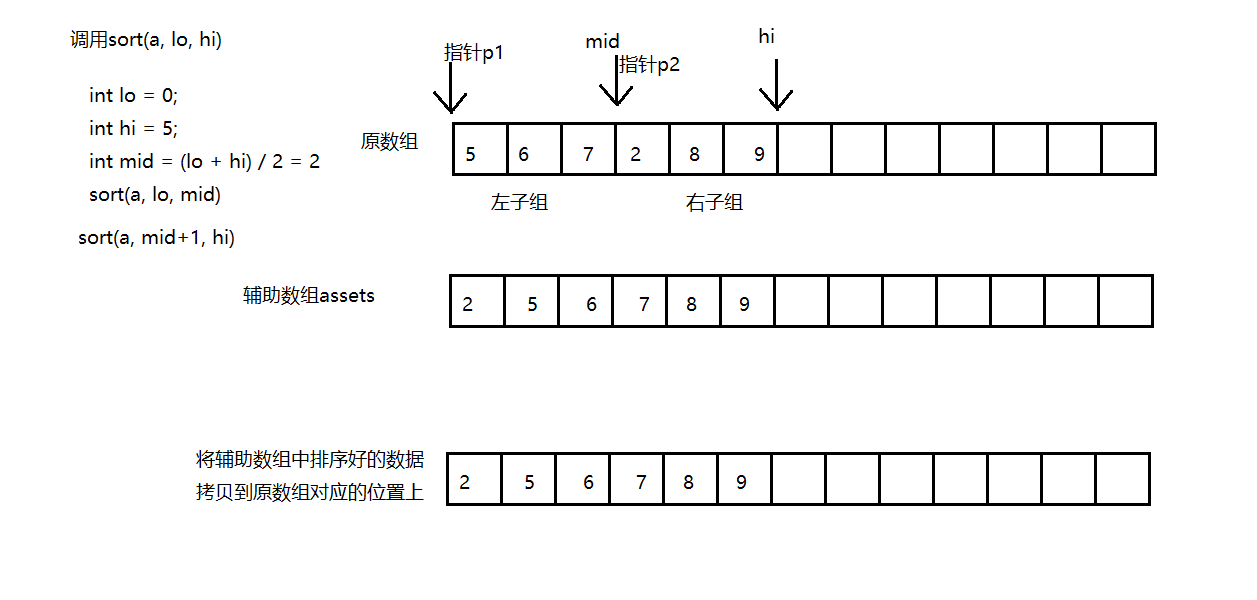 调用sort(a, lo, hi)
int lo = 0;
int hi = 5;
int mid = (lo + hi) / 2 = 2
sort(a, lo, mid)
sort(a, mid+1, hi)
指针p1
mid
指针p2
hi
原数组
5 6 7 2 8 9
左子组
右子组
辅助数组assets
2 5 6 7 8 9
将辅助数组中排序好的数据
拷贝到原数组对应的位置上
2 5 6 7 8 9